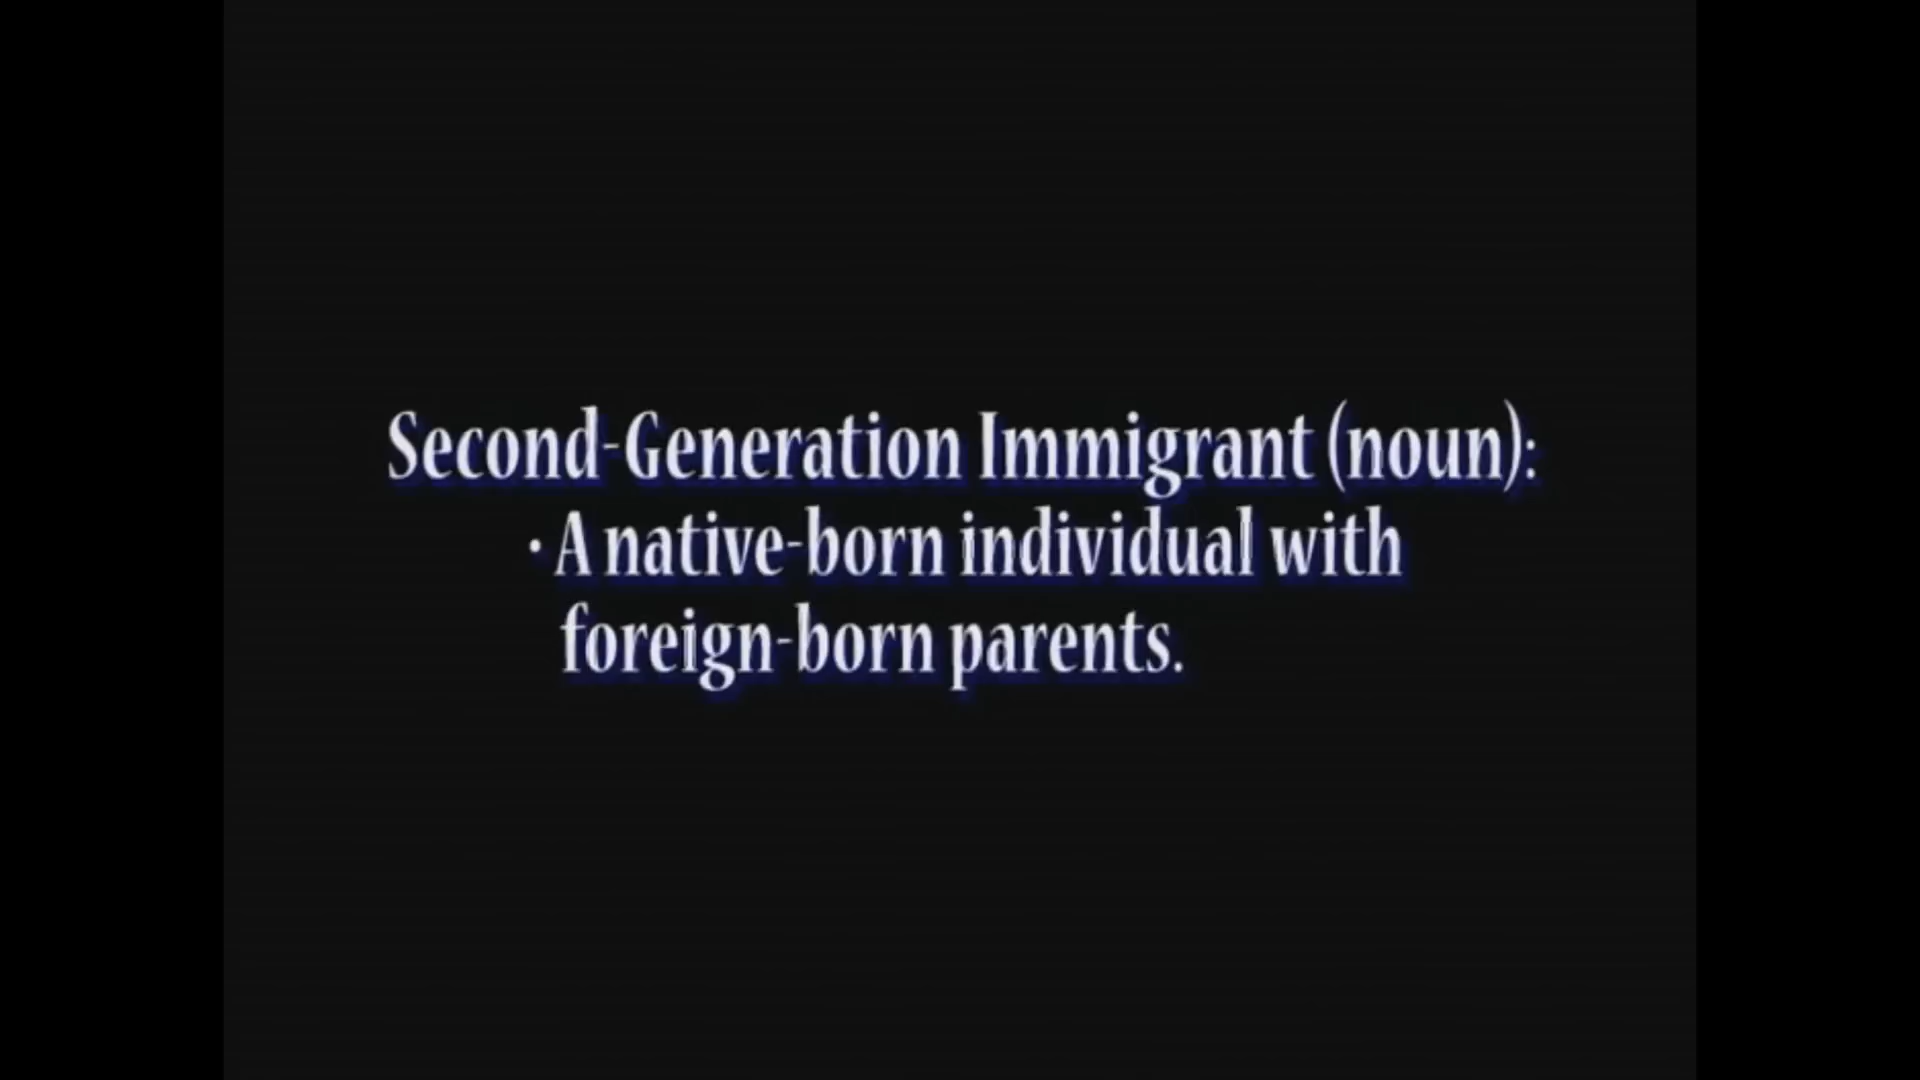 Second-Generation Immigrant (noun):
· A native-born individual with
foreign-born parents.